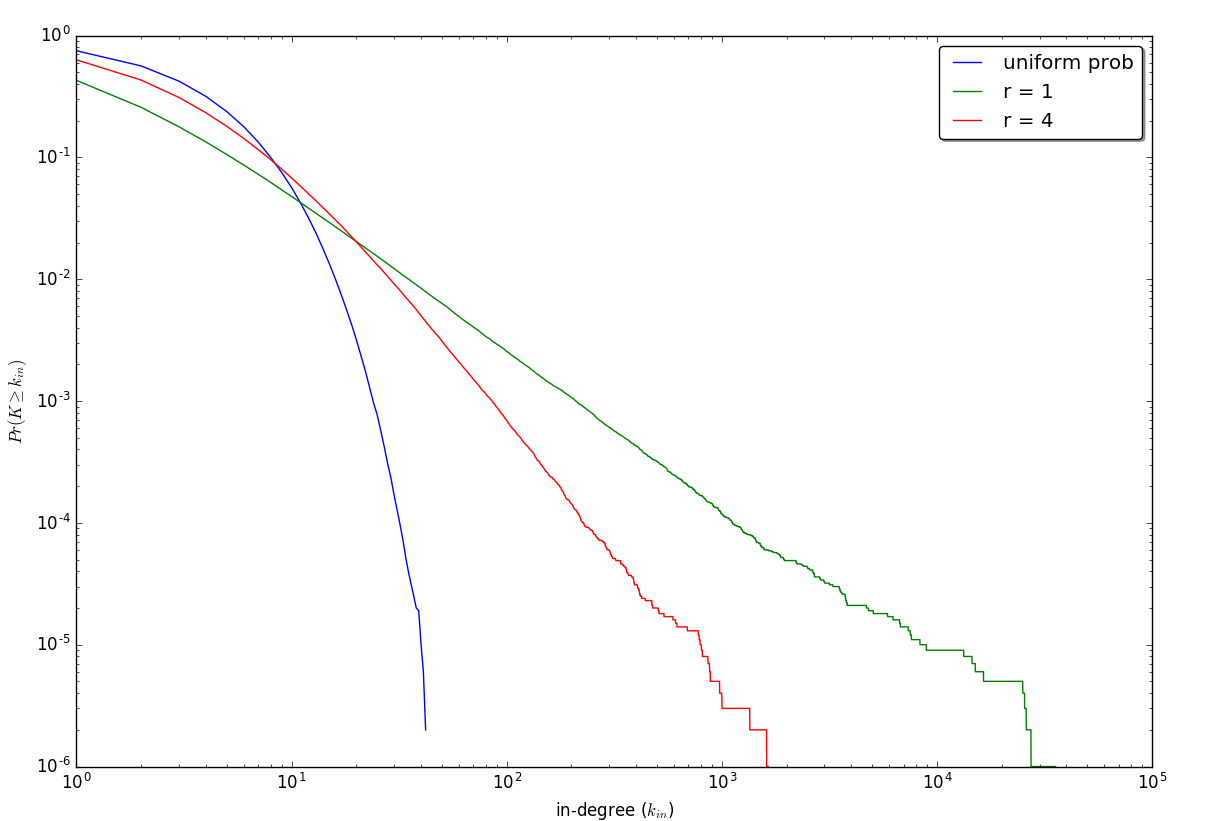 10^0
10^-1
10^-2
10^-3
10^-4
10^-5
10^-6
Pr(K ≥ k_in)
10^0 10^1 10^2 10^3 10^4 10^5
in-degree (k_in)
uniform prob
r = 1
r = 4